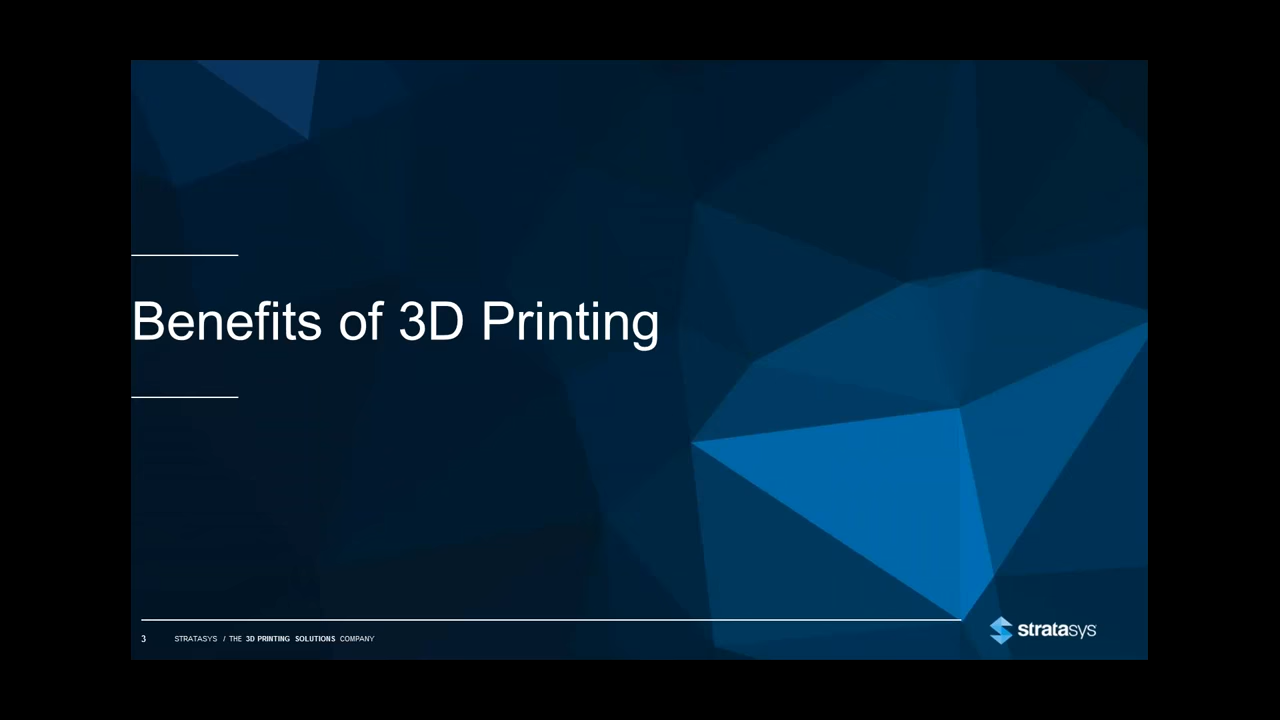 Benefits of 3D Printing
3 STRATASYS / THE 3D PRINTING SOLUTIONS COMPANY
stratasys